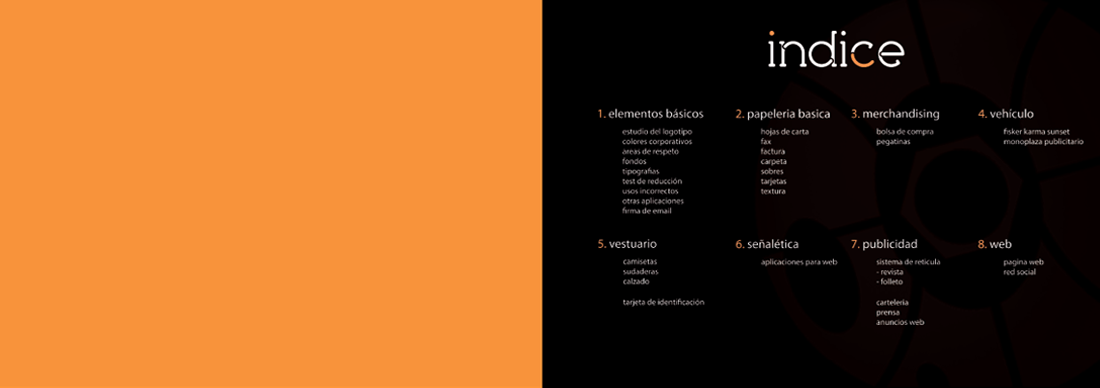 indice
1. elementos básicos
estudio del logotipo
colores corporativos
areas de respeto
fondos
tipografias
test de reducción
usos incorrectos
otras aplicaciones
firma de email
2. papeleria basica
hojas de carta
fax
factura
carpeta
sobres
tarjetas
textura
3. merchandising
bolsa de compra
pegatinas
4. vehículo
fisker karma sunset
monoplaza publicitario
5. vestuario
camisetas
sudaderas
calzado
tarjeta de identificación
6. señalética
aplicaciones para web
7. publicidad
sistema de reticula
- revista
- folleto
carteleria
prensa
anuncios web
8. web
pagina web
red social